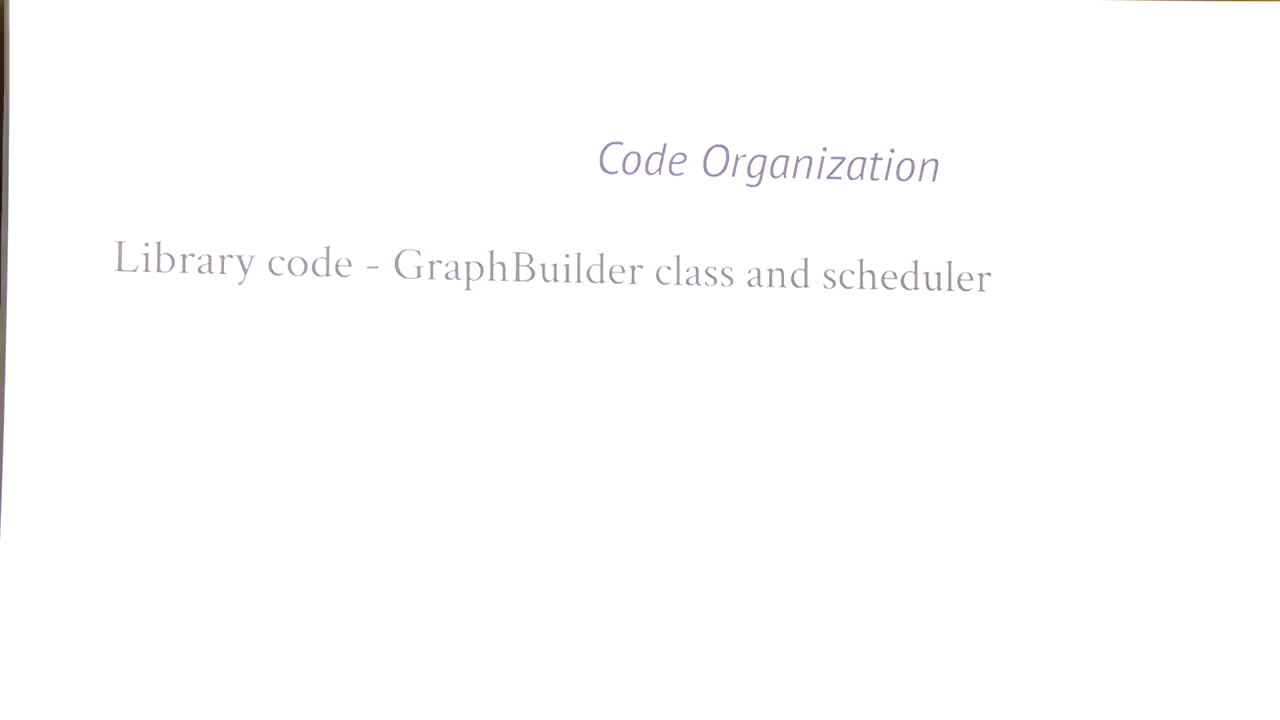 Code Organization
Library code - GraphBuilder class and scheduler